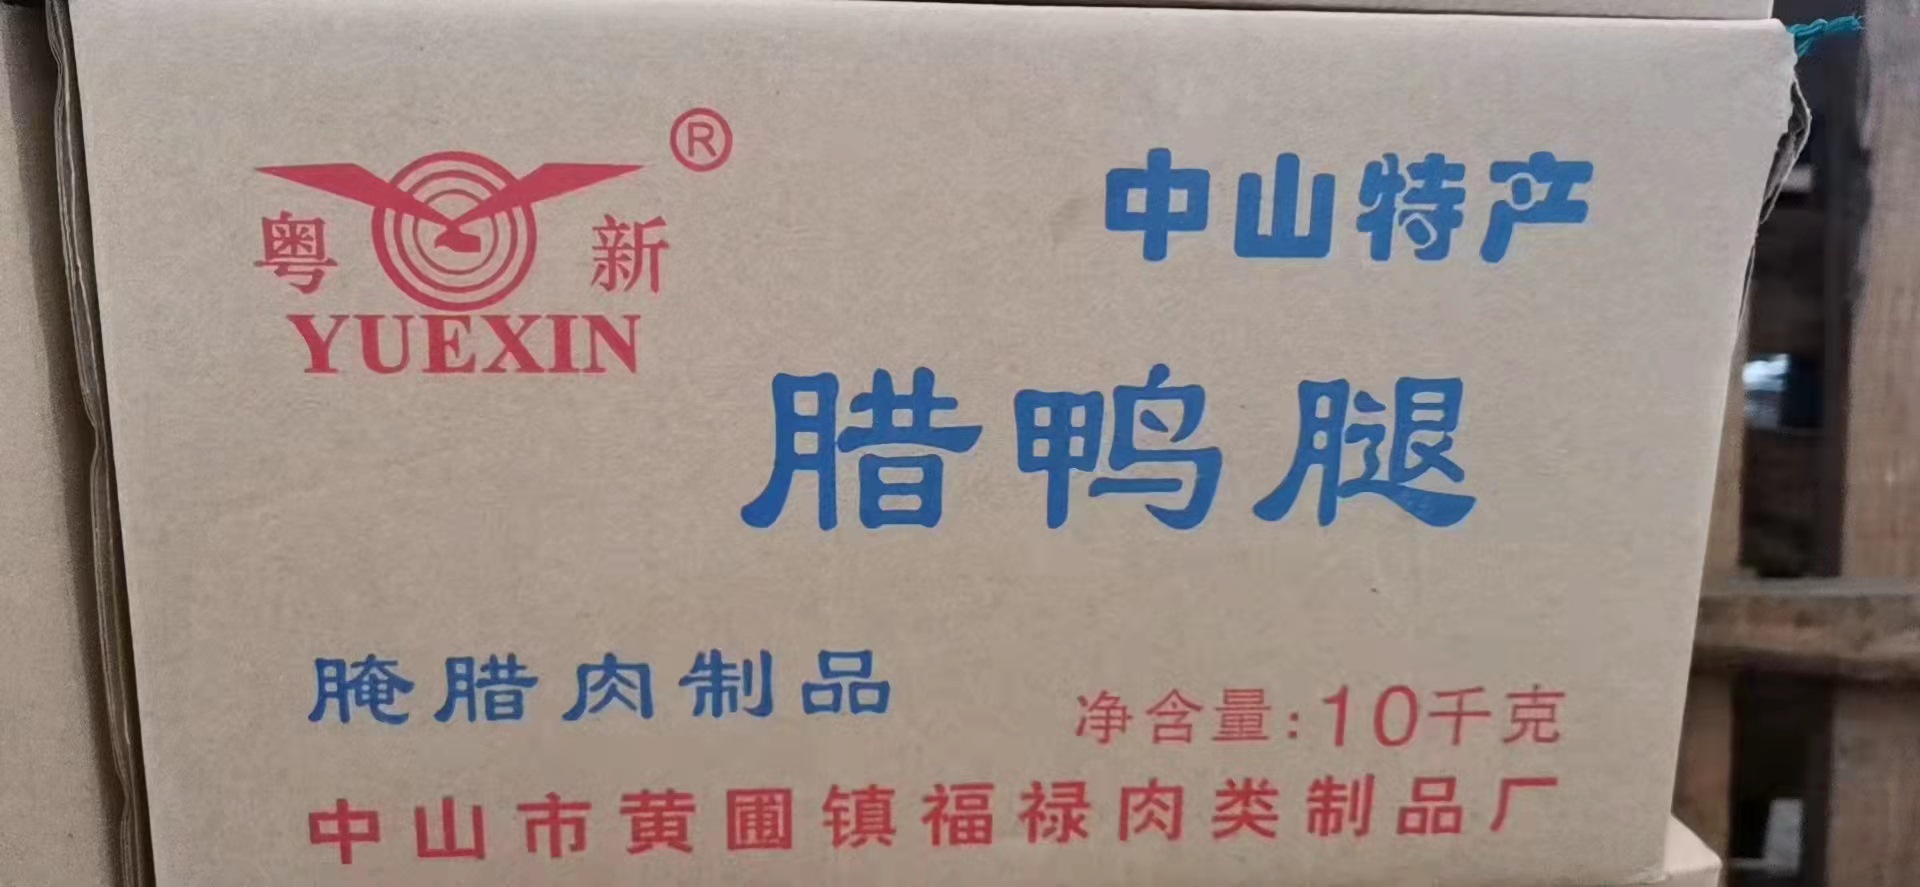 ®
中山特产
粤新
YUEXIN
腊鸭腿
腌腊肉制品
净含量:10千克
中山市黄圃镇福禄肉类制品厂